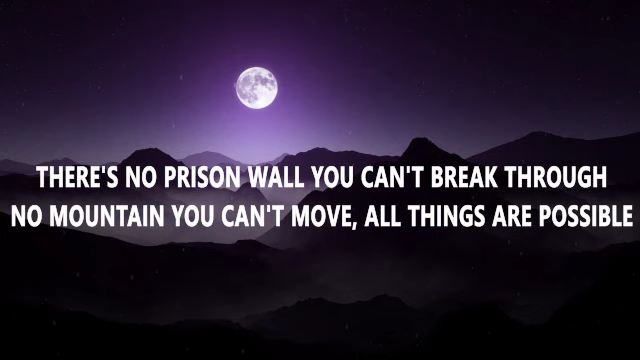 THERE'S NO PRISON WALL YOU CAN'T BREAK THROUGH
NO MOUNTAIN YOU CAN'T MOVE, ALL THINGS ARE POSSIBLE